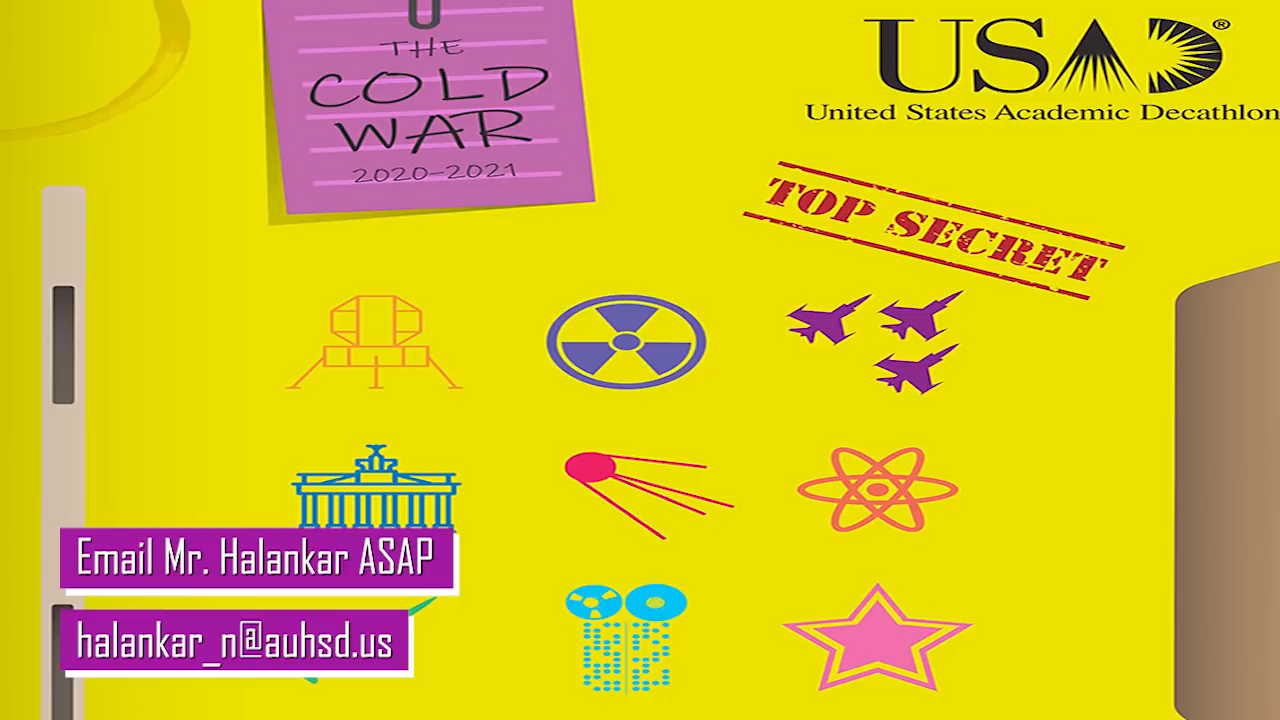 THE
COLD
WAR
2020-2021
USAD®
United States Academic Decathlon
TOP SECRET
Email Mr. Halankar ASAP
halankar_n@auhsd.us